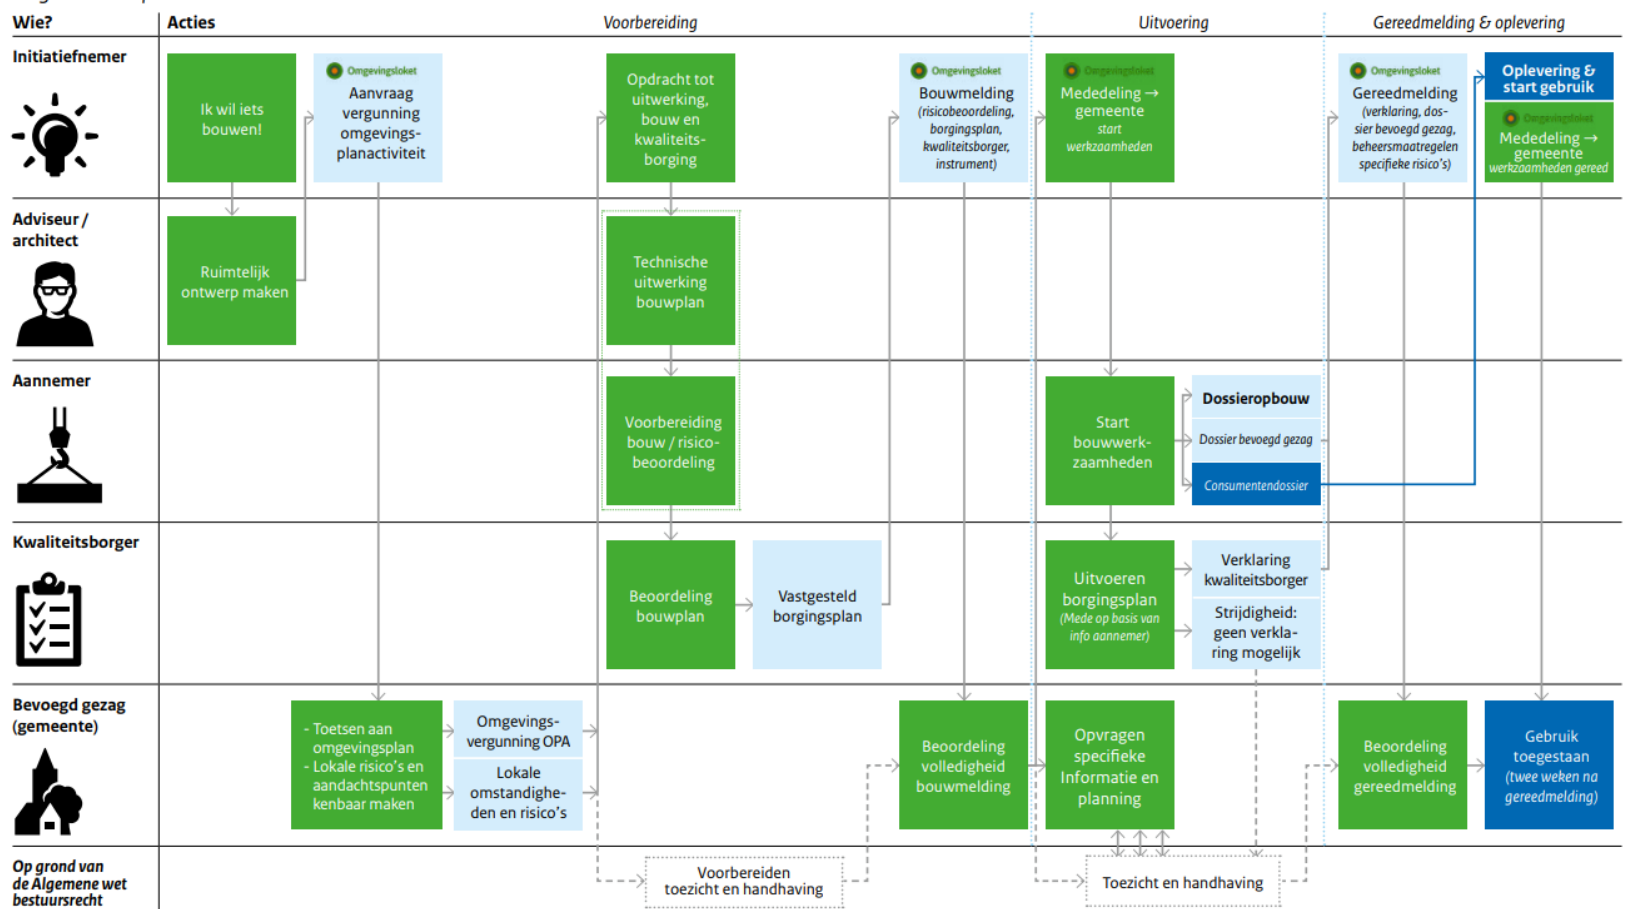 Wie?
Acties
Voorbereiding
Uitvoering
Gereedmelding & oplevering
Initiatiefnemer
Ik wil iets
bouwen!
Omgevingsloket
Aanvraag
vergunning
omgevings-
planactiviteit
Opdracht tot
uitwerking,
bouw en
kwaliteits-
borging
Omgevingsloket
Bouwmelding
(risicobeoordeling,
borgingsplan,
kwaliteitsborger,
instrument)
Omgevingsloket
Mededeling →
gemeente
start
werkzaamheden
Omgevingsloket
Gereedmelding
(verklaring, dos-
sier bevoegd gezag,
beheersmaatregelen
specifieke risico's)
Oplevering &
start gebruik
Omgevingsloket
Mededeling →
gemeente
werkzaamheden gereed
Adviseur /
architect
Ruimtelijk
ontwerp maken
Technische
uitwerking
bouwplan
Aannemer
Voorbereiding
bouw / risico-
beoordeling
Start
bouwwerk-
zaamheden
Dossieropbouw
Dossier bevoegd gezag
Consumentendossier
Kwaliteitsborger
Beoordeling
bouwplan
Vastgesteld
borgingsplan
Uitvoeren
borgingsplan
(Mede op basis van
info aannemer)
Verklaring
kwaliteitsborger
Strijdigheid:
geen verkla-
ring mogelijk
Bevoegd gezag
(gemeente)
- Toetsen aan
omgevingsplan
- Lokale risico's en
aandachtspunten
kenbaar maken
Omgevings-
vergunning OPA
Lokale
omstandighe-
den en risico's
Beoordeling
volledigheid
bouwmelding
Opvragen
specifieke
Informatie en
planning
Beoordeling
volledigheid
gereedmelding
Gebruik
toegestaan
(twee weken na
gereedmelding)
Op grond van
de Algemene wet
bestuursrecht
Voorbereiden
toezicht en handhaving
Toezicht en handhaving